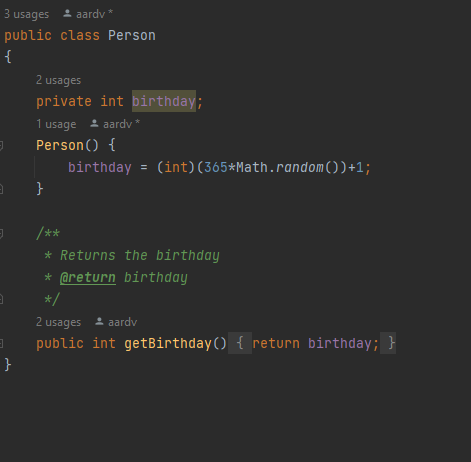 3 usages aardv *
public class Person
{
2 usages
private int birthday;
1 usage aardv *
Person() {
birthday = (int)(365*Math.random())+1;
}
/**
* Returns the birthday
* @return birthday
*/
2 usages aardv
public int getBirthday() { return birthday; }
}